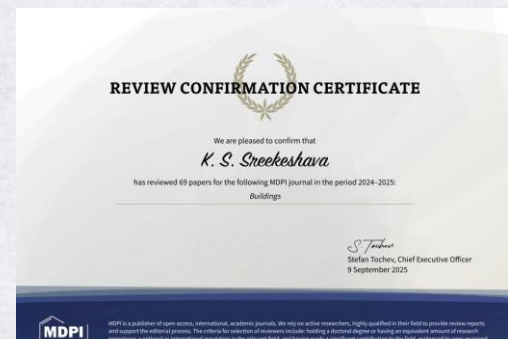 REVIEW CONFIRMATION CERTIFICATE
We are pleased to confirm that
K. S. Sreekeshava
has reviewed 69 papers for the following MDPI journal in the period 2024–2025:
Buildings
S. Tochev
Stefan Tochev, Chief Executive Officer
9 September 2025
MDPI
MDPI is a publisher of open access, international, academic journals. We rely on active researchers, highly qualified in their field to provide review reports
and support the editorial process. The criteria for selection of reviewers include: holding a doctoral degree or having an equivalent amount of research